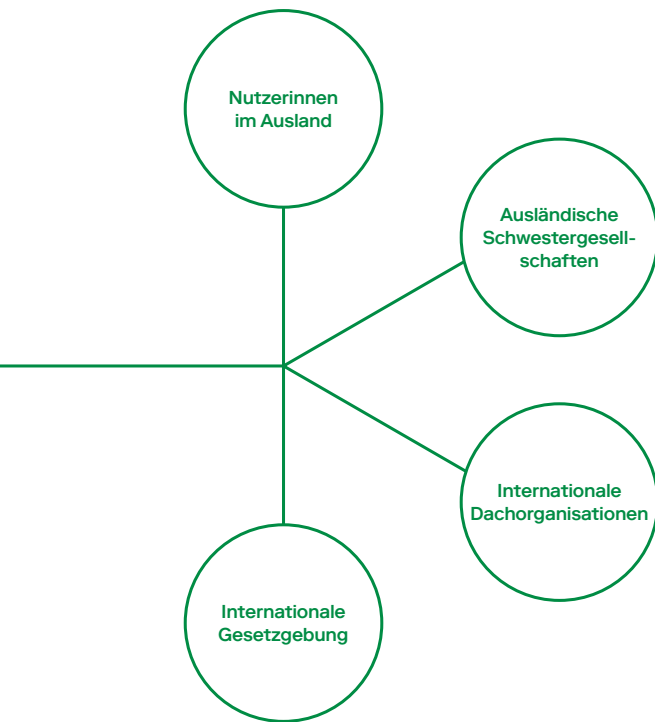 Nutzerinnen
im Ausland
Ausländische
Schwestergesell-
schaften
Internationale
Dachorganisationen
Internationale
Gesetzgebung